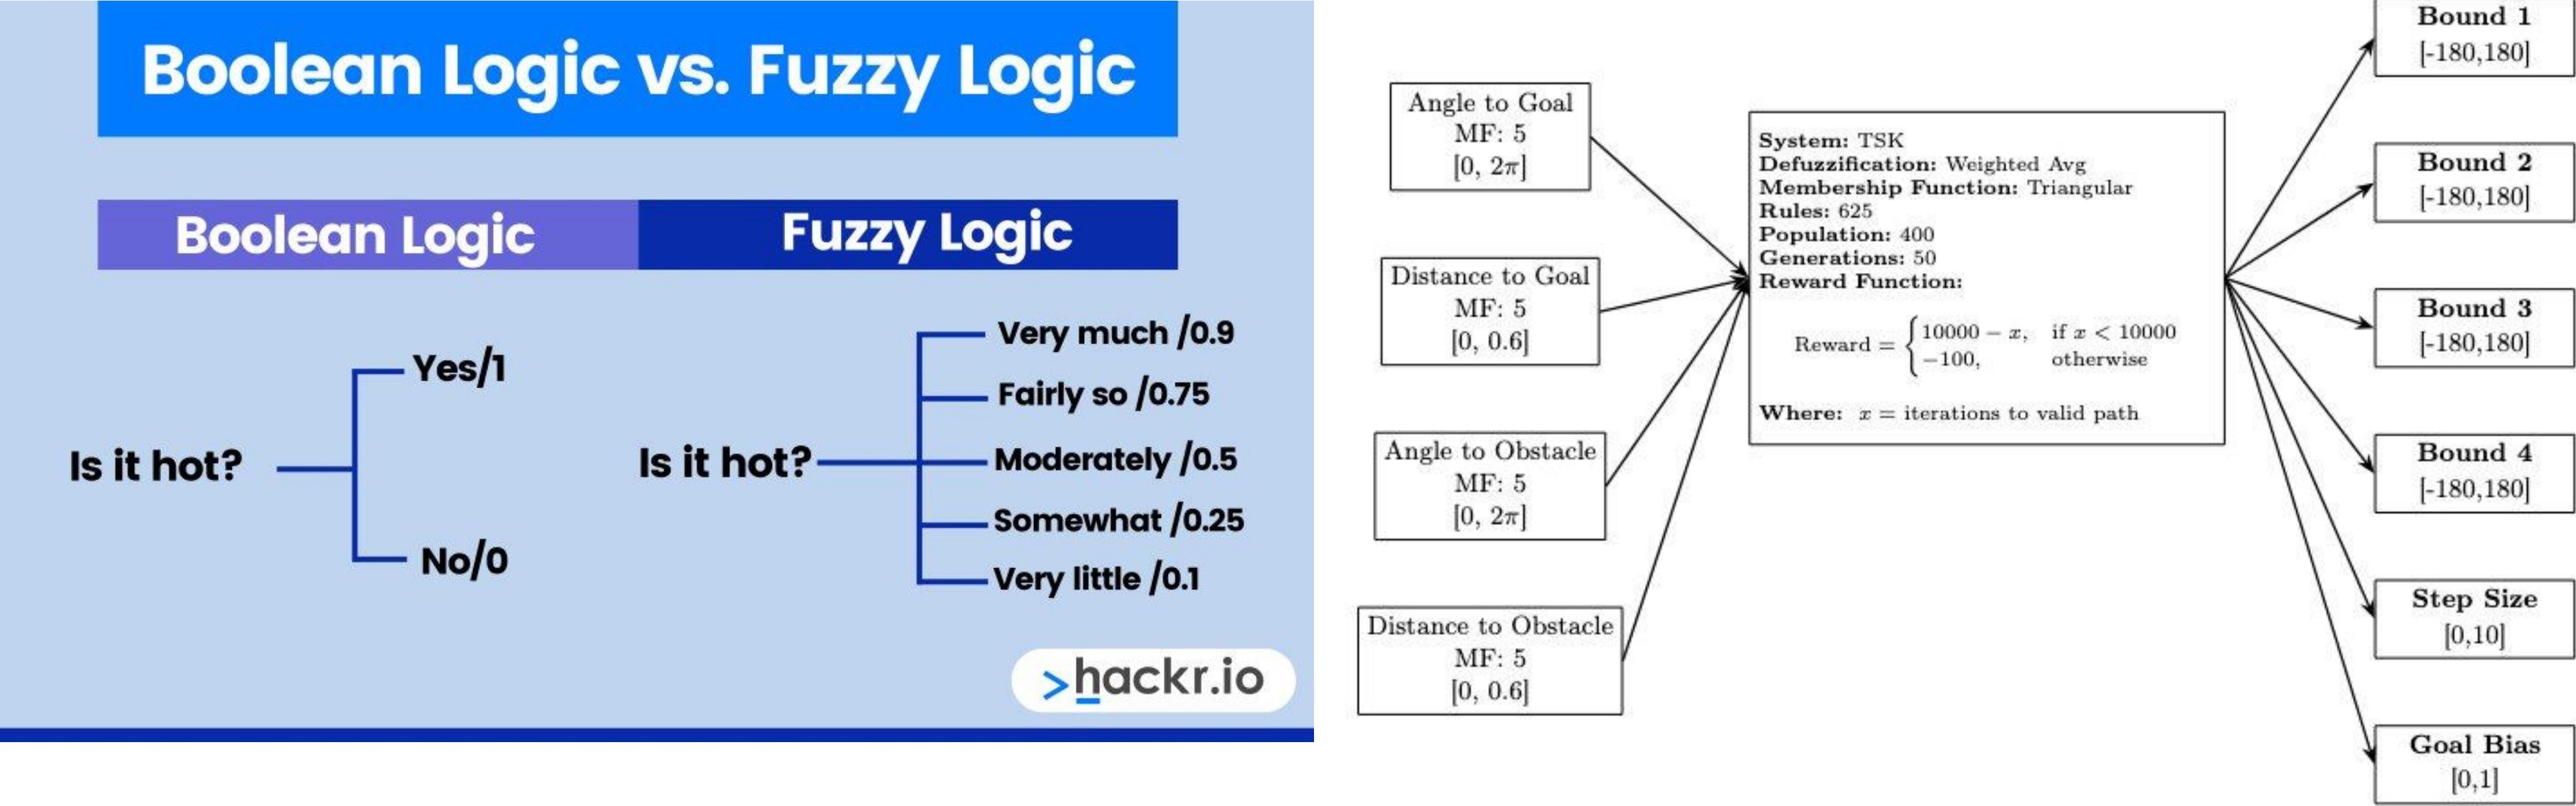 Boolean Logic vs. Fuzzy Logic
Boolean Logic
Fuzzy Logic
Is it hot?
Yes/1
No/0
Is it hot?
Very much /0.9
Fairly so /0.75
Moderately /0.5
Somewhat /0.25
Very little /0.1
>hackr.io
Angle to Goal
MF: 5
[0, 2π]
Distance to Goal
MF: 5
[0, 0.6]
Angle to Obstacle
MF: 5
[0, 2π]
Distance to Obstacle
MF: 5
[0, 0.6]
System: TSK
Defuzzification: Weighted Avg
Membership Function: Triangular
Rules: 625
Population: 400
Generations: 50
Reward Function:
Reward = { 10000 − x, if x < 10000
−100, otherwise
Where: x = iterations to valid path
Bound 1
[-180,180]
Bound 2
[-180,180]
Bound 3
[-180,180]
Bound 4
[-180,180]
Step Size
[0,10]
Goal Bias
[0,1]